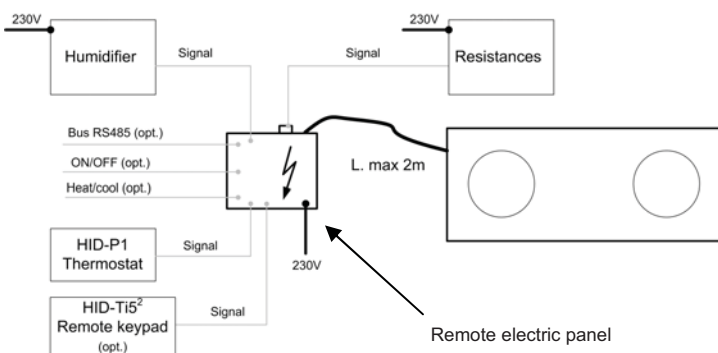 230V
Humidifier
Signal
230V
Signal
Resistances
Bus RS485 (opt.)
ON/OFF (opt.)
Heat/cool (opt.)
L. max 2m
HID-P1
Thermostat
Signal
230V
HID-Ti5²
Remote keypad
(opt.)
Signal
Remote electric panel